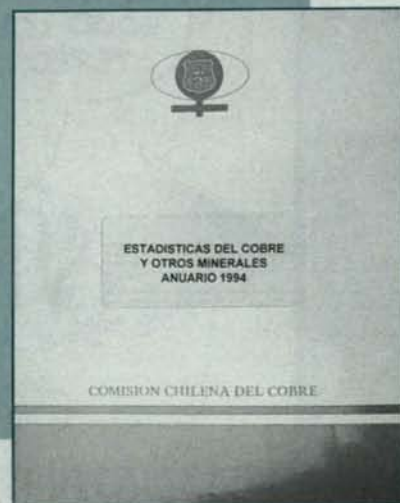 ESTADISTICAS DEL COBRE
Y OTROS MINERALES
ANUARIO 1994
COMISION CHILENA DEL COBRE